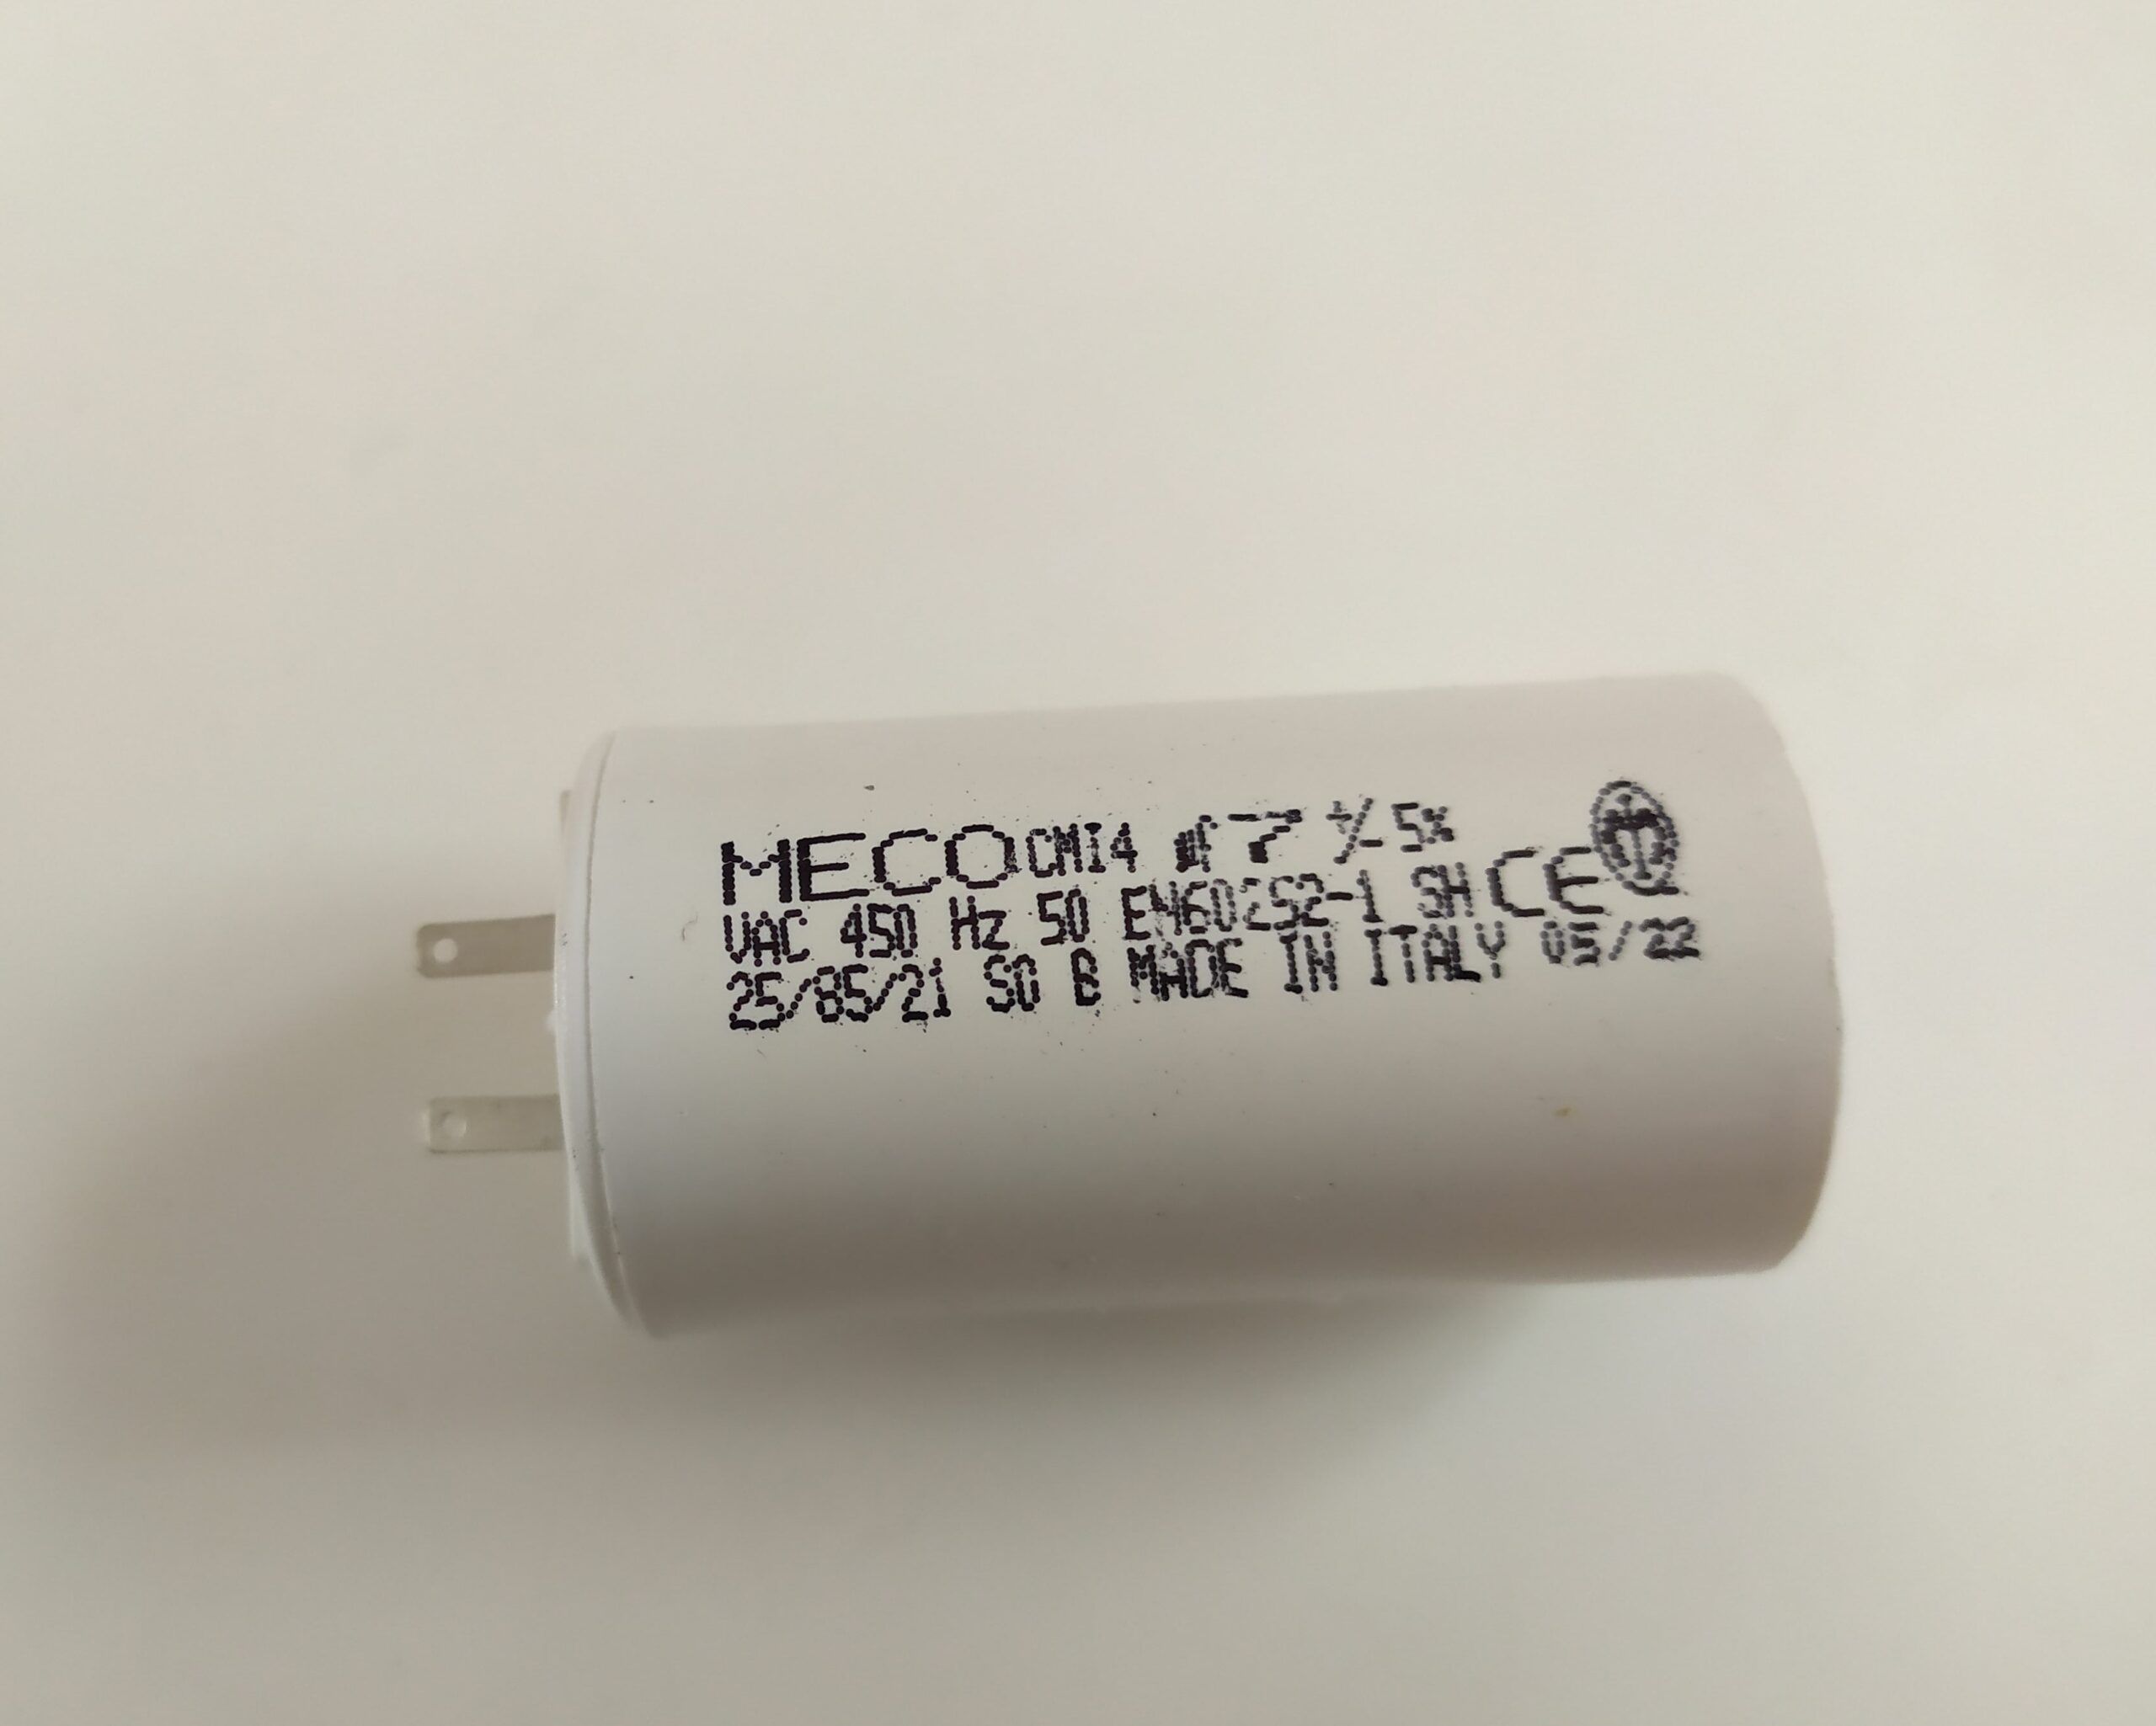 MECO CMI4 uF 7 +/- 5%
VAC 450 Hz 50 EN60252-1 SH CE
25/85/21 S0 B MADE IN ITALY 05/22